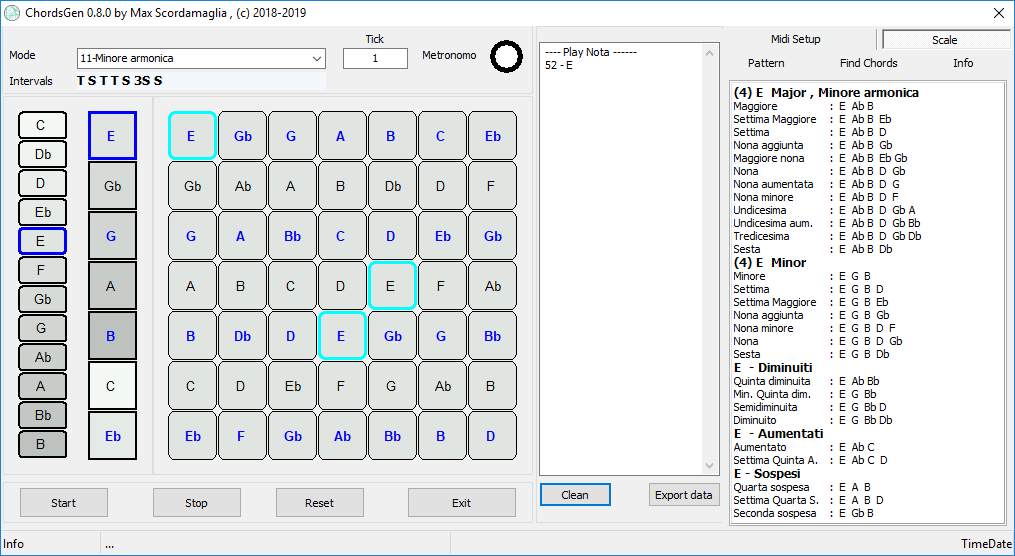 ChordsGen 0.8.0 by Max Scordamaglia , (c) 2018-2019
Mode
11-Minore armonica
Intervals
T S T T S 3S S
Tick
1
Metronomo
C
Db
D
Eb
E
F
Gb
G
Ab
A
Bb
B
E
Gb
G
A
B
C
Eb
E Gb G A B C Eb
Gb Ab A B Db D F
G A Bb C D Eb Gb
A B C D E F Ab
B Db D E Gb G Bb
C D Eb F G Ab B
Eb F Gb Ab Bb B D
Start
Stop
Reset
Exit
---- Play Nota ------
52 - E
Clean
Export data
Midi Setup
Scale
Pattern
Find Chords
Info
(4) E Major , Minore armonica
Maggiore : E Ab B
Settima Maggiore : E Ab B Eb
Settima : E Ab B D
Nona aggiunta : E Ab B Gb
Maggiore nona : E Ab B Eb Gb
Nona : E Ab B D Gb
Nona aumentata : E Ab B D G
Nona minore : E Ab B D F
Undicesima : E Ab B D Gb A
Undicesima aum. : E Ab B D Gb Bb
Tredicesima : E Ab B D Gb Db
Sesta : E Ab B Db
(4) E Minor
Minore : E G B
Settima : E G B D
Settima Maggiore : E G B Eb
Nona aggiunta : E G B Gb
Nona minore : E G B D F
Nona : E G B D Gb
Sesta : E G B Db
E - Diminuiti
Quinta diminuita : E Ab Bb
Min. Quinta dim. : E G Bb
Semidiminuita : E G Bb D
Diminuito : E G Bb Db
E - Aumentati
Aumentato : E Ab C
Settima Quinta A. : E Ab C D
E - Sospesi
Quarta sospesa : E A B
Settima Quarta S. : E A B D
Seconda sospesa : E Gb B
Info
...
TimeDate